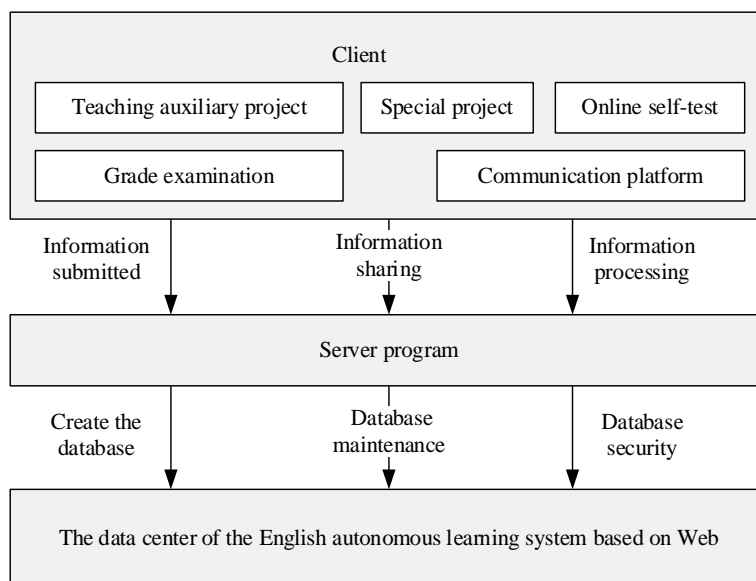 Client
Teaching auxiliary project
Special project
Online self-test
Grade examination
Communication platform
Information
submitted
Information
sharing
Information
processing
Server program
Create the
database
Database
maintenance
Database
security
The data center of the English autonomous learning system based on Web